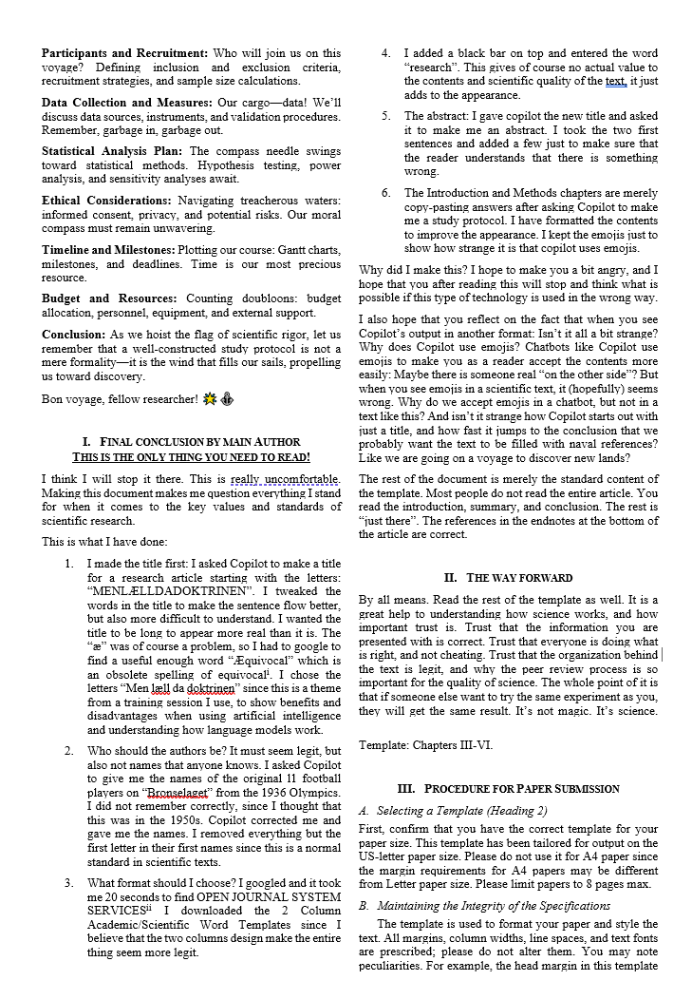 Participants and Recruitment: Who will join us on this
voyage? Defining inclusion and exclusion criteria,
recruitment strategies, and sample size calculations.
Data Collection and Measures: Our cargo—data! We’ll
discuss data sources, instruments, and validation procedures.
Remember, garbage in, garbage out.
Statistical Analysis Plan: The compass needle swings
toward statistical methods. Hypothesis testing, power
analysis, and sensitivity analyses await.
Ethical Considerations: Navigating treacherous waters:
informed consent, privacy, and potential risks. Our moral
compass must remain unwavering.
Timeline and Milestones: Plotting our course: Gantt charts,
milestones, and deadlines. Time is our most precious
resource.
Budget and Resources: Counting doubloons: budget
allocation, personnel, equipment, and external support.
Conclusion: As we hoist the flag of scientific rigor, let us
remember that a well-constructed study protocol is not a
mere formality—it is the wind that fills our sails, propelling
us toward discovery.
Bon voyage, fellow researcher!
I. FINAL CONCLUSION BY MAIN AUTHOR
THIS IS THE ONLY THING YOU NEED TO READ!
I think I will stop it there. This is really uncomfortable.
Making this document makes me question everything I stand
for when it comes to the key values and standards of
scientific research.
This is what I have done:
1. I made the title first: I asked Copilot to make a title
for a research article starting with the letters:
“MENLÆLLDADOKTRINEN”. I tweaked the
words in the title to make the sentence flow better,
but also more difficult to understand. I wanted the
title to be long to appear more real than it is. The
“æ” was of course a problem, so I had to google to
find a useful enough word “Æquivocal” which is
an obsolete spelling of equivocalⁱ. I chose the
letters “Men læll da doktrinen” since this is a theme
from a training session I use, to show benefits and
disadvantages when using artificial intelligence
and understanding how language models work.
2. Who should the authors be? It must seem legit, but
also not names that anyone knows. I asked Copilot
to give me the names of the original 11 football
players on “Bronselaget” from the 1936 Olympics.
I did not remember correctly, since I thought that
this was in the 1950s. Copilot corrected me and
gave me the names. I removed everything but the
first letter in their first names since this is a normal
standard in scientific texts.
3. What format should I choose? I googled and it took
me 20 seconds to find OPEN JOURNAL SYSTEM
SERVICESⁱⁱ I downloaded the 2 Column
Academic/Scientific Word Templates since I
believe that the two columns design make the entire
thing seem more legit.
4. I added a black bar on top and entered the word
“research”. This gives of course no actual value to
the contents and scientific quality of the text, it just
adds to the appearance.
5. The abstract: I gave copilot the new title and asked
it to make me an abstract. I took the two first
sentences and added a few just to make sure that
the reader understands that there is something
wrong.
6. The Introduction and Methods chapters are merely
copy-pasting answers after asking Copilot to make
me a study protocol. I have formatted the contents
to improve the appearance. I kept the emojis just to
show how strange it is that copilot uses emojis.
Why did I make this? I hope to make you a bit angry, and I
hope that you after reading this will stop and think what is
possible if this type of technology is used in the wrong way.
I also hope that you reflect on the fact that when you see
Copilot’s output in another format: Isn’t it all a bit strange?
Why does Copilot use emojis? Chatbots like Copilot use
emojis to make you as a reader accept the contents more
easily: Maybe there is someone real “on the other side”? But
when you see emojis in a scientific text, it (hopefully) seems
wrong. Why do we accept emojis in a chatbot, but not in a
text like this? And isn’t it strange how Copilot starts out with
just a title, and how fast it jumps to the conclusion that we
probably want the text to be filled with naval references?
Like we are going on a voyage to discover new lands?
The rest of the document is merely the standard content of
the template. Most people do not read the entire article. You
read the introduction, summary, and conclusion. The rest is
“just there”. The references in the endnotes at the bottom of
the article are correct.
II. THE WAY FORWARD
By all means. Read the rest of the template as well. It is a
great help to understanding how science works, and how
important trust is. Trust that the information you are
presented with is correct. Trust that everyone is doing what
is right, and not cheating. Trust that the organization behind
the text is legit, and why the peer review process is so
important for the quality of science. The whole point of it is
that if someone else want to try the same experiment as you,
they will get the same result. It’s not magic. It’s science.
Template: Chapters III-VI.
III. PROCEDURE FOR PAPER SUBMISSION
A. Selecting a Template (Heading 2)
First, confirm that you have the correct template for your
paper size. This template has been tailored for output on the
US-letter paper size. Please do not use it for A4 paper since
the margin requirements for A4 papers may be different
from Letter paper size. Please limit papers to 8 pages max.
B. Maintaining the Integrity of the Specifications
The template is used to format your paper and style the
text. All margins, column widths, line spaces, and text fonts
are prescribed; please do not alter them. You may note
peculiarities. For example, the head margin in this template